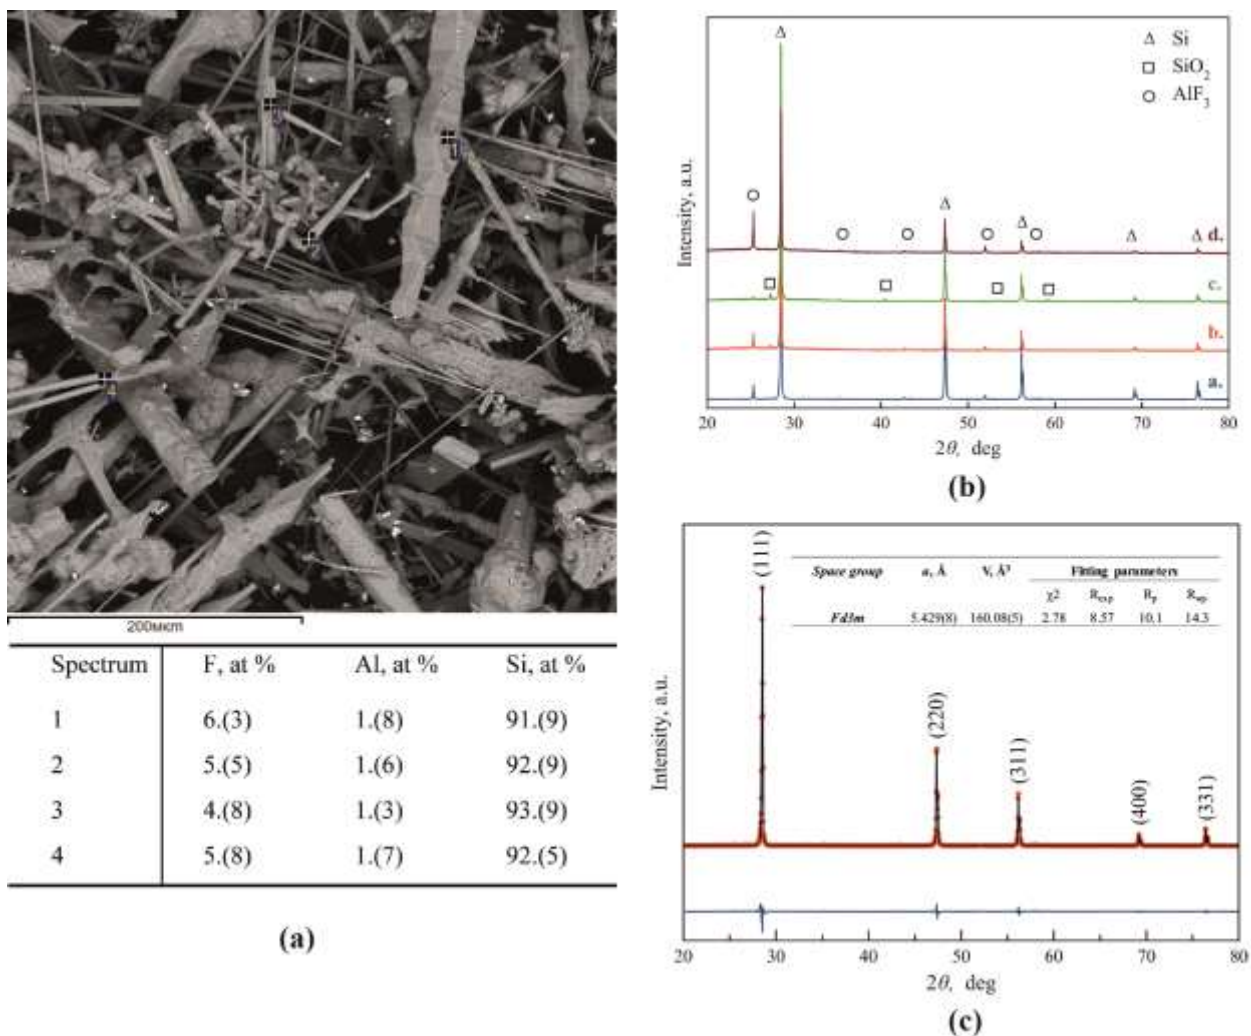 200мкm
Spectrum F, at % Al, at % Si, at %
1 6.(3) 1.(8) 91.(9)
2 5.(5) 1.(6) 92.(9)
3 4.(8) 1.(3) 93.(9)
4 5.(8) 1.(7) 92.(5)
(a)
Δ Si
□ SiO₂
○ AlF₃
Intensity, a.u.
d.
c.
b.
a.
20 30 40 50 60 70 80
2θ, deg
(b)
Space group a, Å V, Å³ Fitting parameters
χ2 Rexp Rp Rwp
Fd3m 5.429(8) 160.08(5) 2.78 8.57 10.1 14.3
(111)
(220)
(311)
(400)
(331)
Intensity, a.u.
20 30 40 50 60 70 80
2θ, deg
(c)